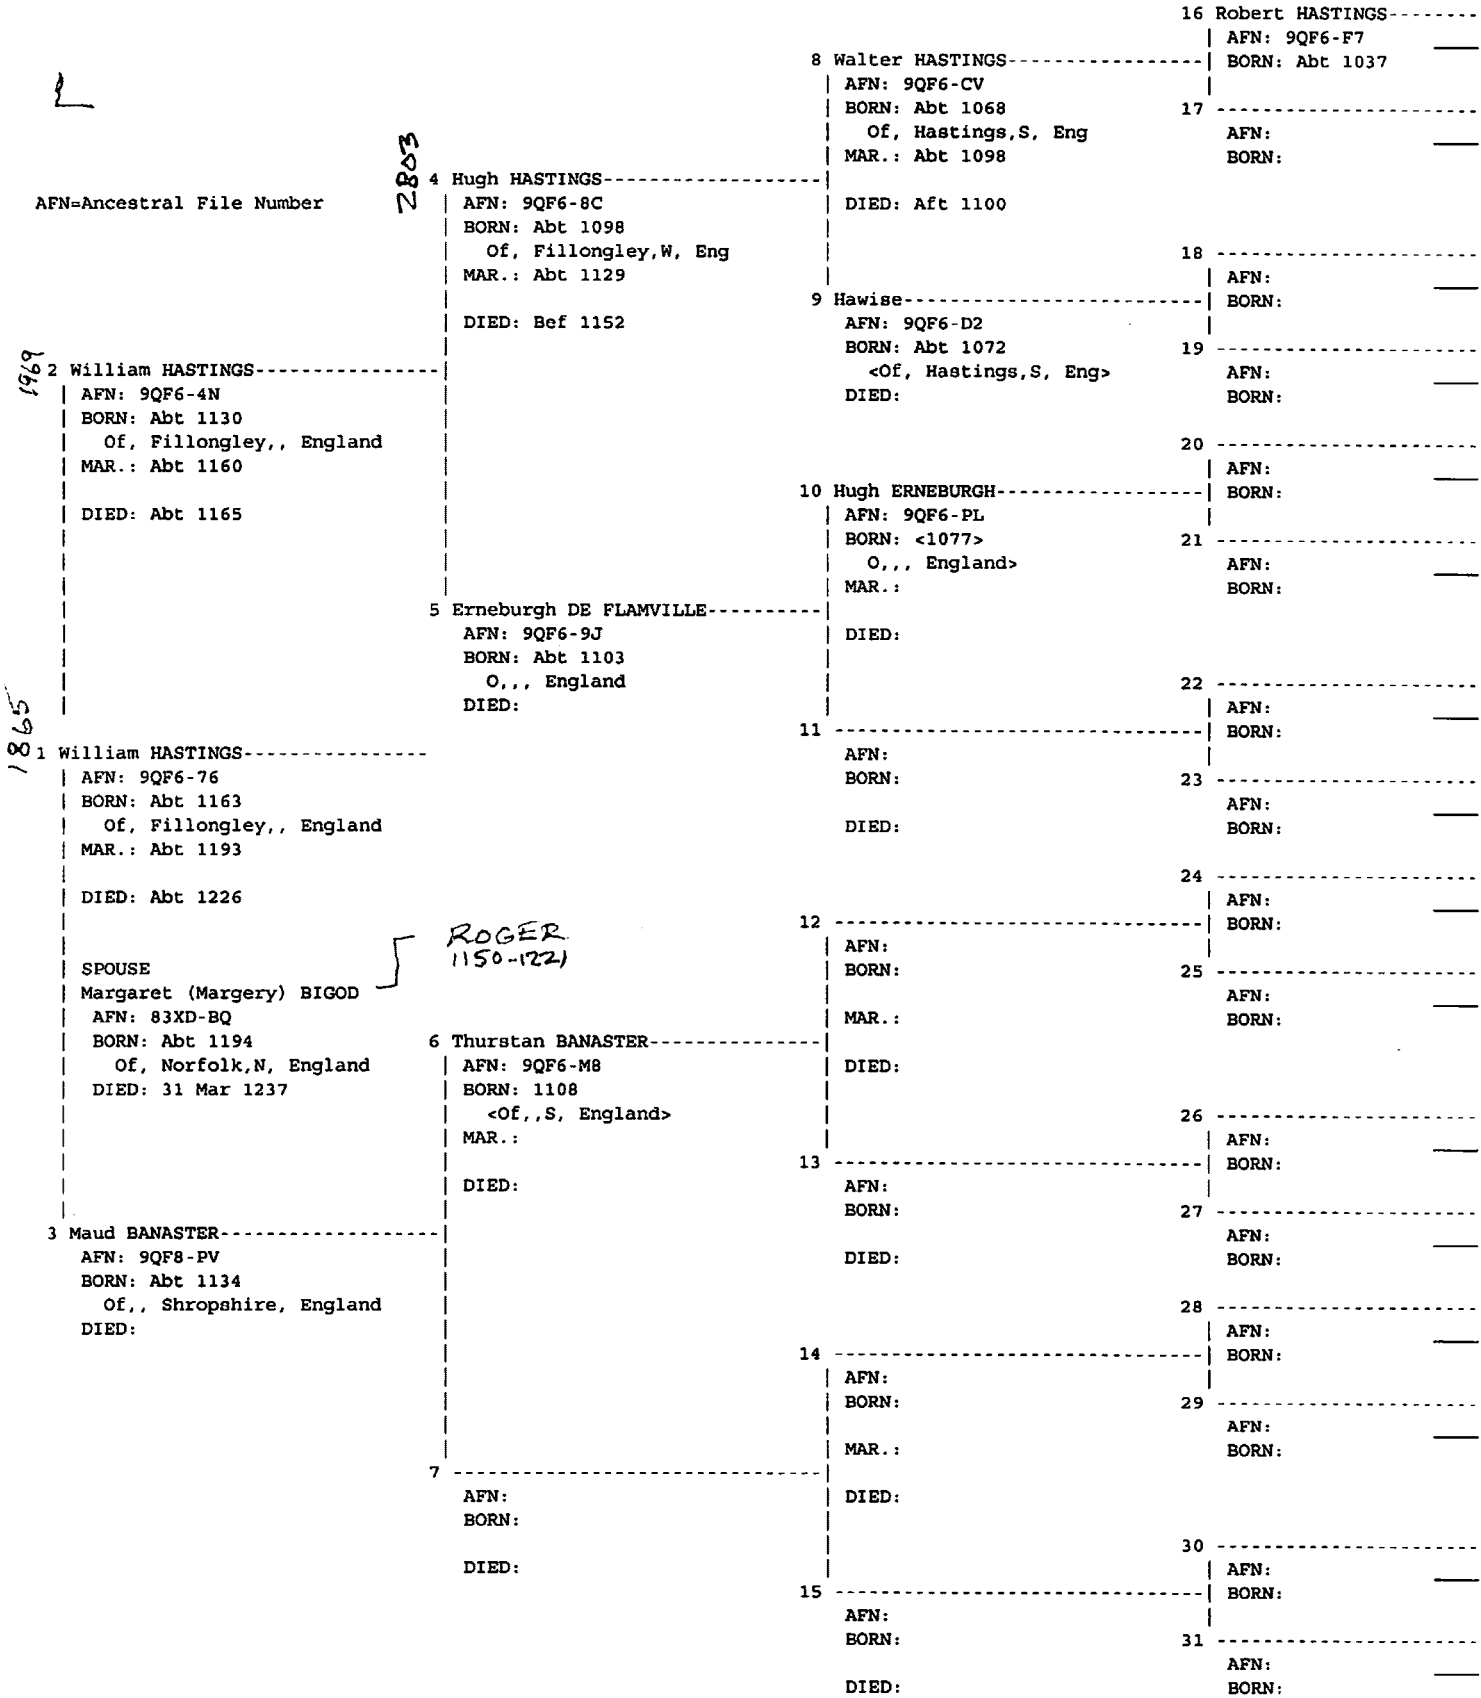 AFN=Ancestral File Number
1865
1 William HASTINGS
AFN: 9QF6-76
BORN: Abt 1163
Of, Fillongley,, England
MAR.: Abt 1193
DIED: Abt 1226
SPOUSE
Margaret (Margery) BIGOD
AFN: 83XD-BQ
BORN: Abt 1194
Of, Norfolk,N, England
DIED: 31 Mar 1237
ROGER
1150-1221
1969
2 William HASTINGS
AFN: 9QF6-4N
BORN: Abt 1130
Of, Fillongley,, England
MAR.: Abt 1160
DIED: Abt 1165
3 Maud BANASTER
AFN: 9QF8-PV
BORN: Abt 1134
Of,, Shropshire, England
DIED:
2803
4 Hugh HASTINGS
AFN: 9QF6-8C
BORN: Abt 1098
Of, Fillongley,W, Eng
MAR.: Abt 1129
DIED: Bef 1152
5 Erneburgh DE FLAMVILLE
AFN: 9QF6-9J
BORN: Abt 1103
O,,, England
DIED:
6 Thurstan BANASTER
AFN: 9QF6-M8
BORN: 1108
<Of,,S, England>
MAR.:
DIED:
7
AFN:
BORN:
DIED:
8 Walter HASTINGS
AFN: 9QF6-CV
BORN: Abt 1068
Of, Hastings,S, Eng
MAR.: Abt 1098
DIED: Aft 1100
9 Hawise
AFN: 9QF6-D2
BORN: Abt 1072
<Of, Hastings,S, Eng>
DIED:
10 Hugh ERNEBURGH
AFN: 9QF6-PL
BORN: <1077>
O,,, England>
MAR.:
DIED:
11
AFN:
BORN:
DIED:
12
AFN:
BORN:
MAR.:
DIED:
13
AFN:
BORN:
DIED:
14
AFN:
BORN:
MAR.:
DIED:
15
AFN:
BORN:
DIED:
16 Robert HASTINGS
AFN: 9QF6-F7
BORN: Abt 1037
17
AFN:
BORN:
18
AFN:
BORN:
19
AFN:
BORN:
20
AFN:
BORN:
21
AFN:
BORN:
22
AFN:
BORN:
23
AFN:
BORN:
24
AFN:
BORN:
25
AFN:
BORN:
26
AFN:
BORN:
27
AFN:
BORN:
28
AFN:
BORN:
29
AFN:
BORN:
30
AFN:
BORN:
31
AFN:
BORN: